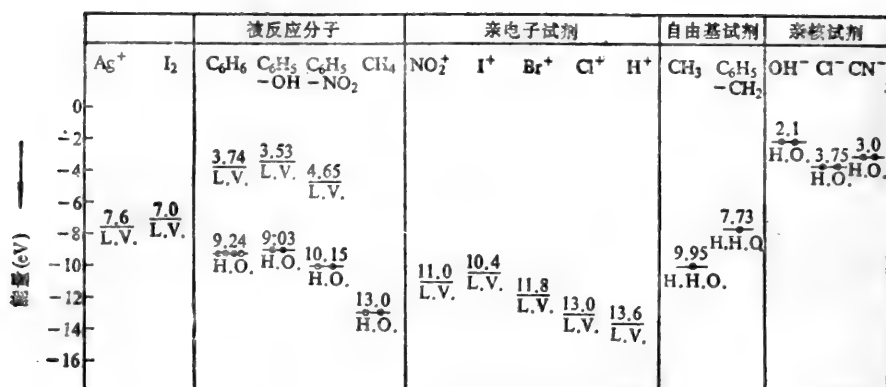 被反应分子 亲电子试剂 自由基试剂 亲核试剂
Ag⁺ I₂ C₆H₆ C₆H₅ C₆H₅ CH₄ NO₂⁺ I⁺ Br⁺ Cl⁺ H⁺ CH₃ C₆H₅ OH⁻ Cl⁻ CN⁻
-OH -NO₂ -CH₂
0
-2
-4
-6
-8
-10
-12
-14
-16
能量(eV)
7.6 7.0
L.V. L.V.
3.74 3.53 4.65
L.V. L.V. L.V.
9.24 9.03 10.15 13.0
H.O. H.O. H.O. H.O.
11.0 10.4 11.8 13.0 13.6
L.V. L.V. L.V. L.V. L.V.
9.95 7.73
H.H.O. H.H.O
2.1 3.75 3.0
H.O. H.O. H.O.